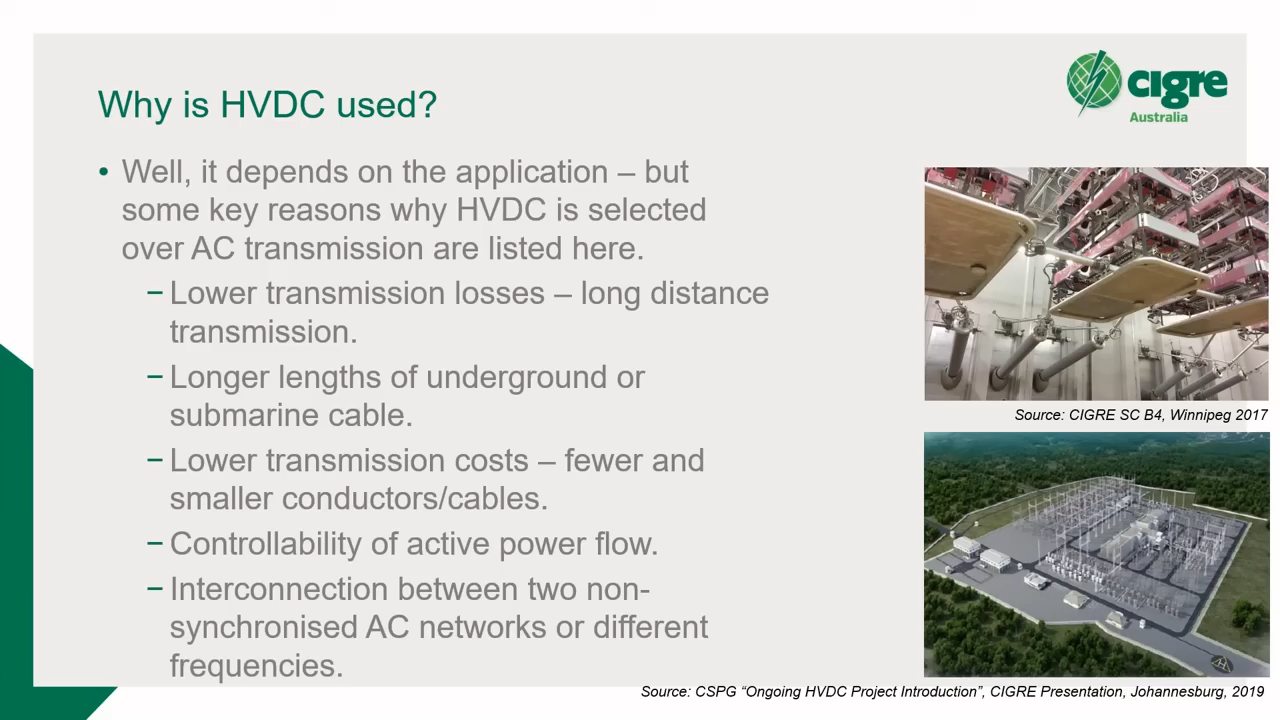 Why is HVDC used?
cigre
Australia
• Well, it depends on the application – but
some key reasons why HVDC is selected
over AC transmission are listed here.
− Lower transmission losses – long distance
transmission.
− Longer lengths of underground or
submarine cable.
− Lower transmission costs – fewer and
smaller conductors/cables.
− Controllability of active power flow.
− Interconnection between two non-
synchronised AC networks or different
frequencies.
Source: CIGRE SC B4, Winnipeg 2017
Source: CSPG “Ongoing HVDC Project Introduction”, CIGRE Presentation, Johannesburg, 2019